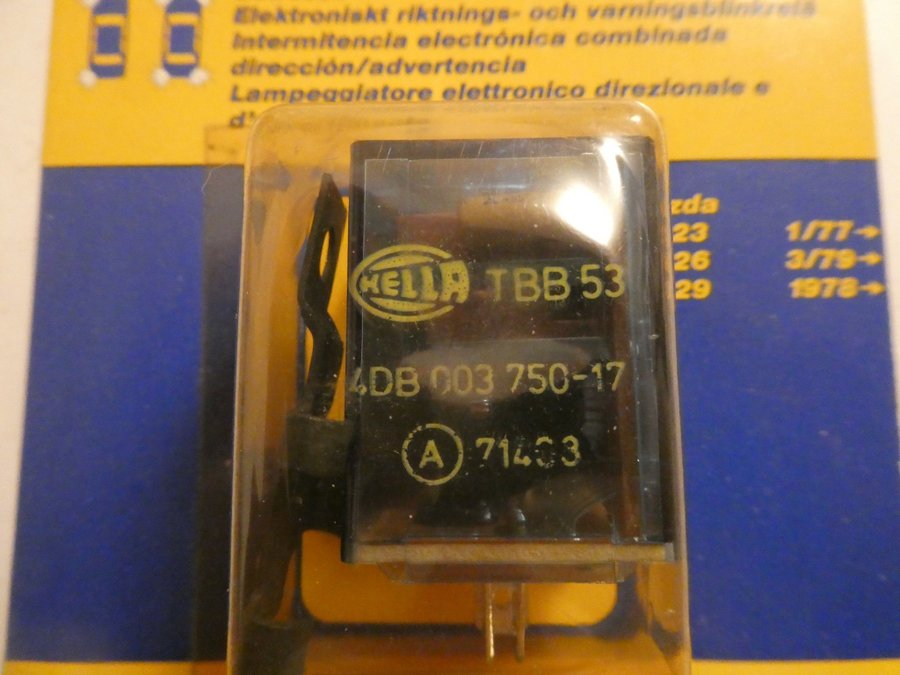 Elektroniskt riktnings- och varningsblinkrelä
Intermitencia electrónica combinada
dirección/advertencia
Lampeggiatore elettronico direzionale e
d'
zda
23 1/77→
26 3/79→
29 1978→
HELLA TBB 53
4DB 003 750-17
A 71403